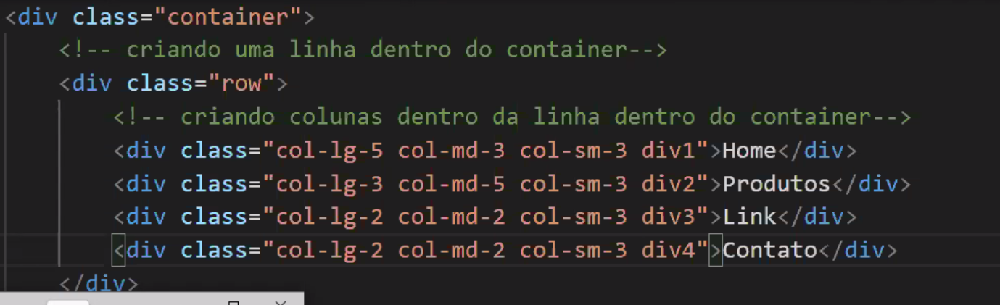 <div class="container">
<!-- criando uma linha dentro do container-->
<div class="row">
<!-- criando colunas dentro da linha dentro do container-->
<div class="col-lg-5 col-md-3 col-sm-3 div1">Home</div>
<div class="col-lg-3 col-md-5 col-sm-3 div2">Produtos</div>
<div class="col-lg-2 col-md-2 col-sm-3 div3">Link</div>
<div class="col-lg-2 col-md-2 col-sm-3 div4">Contato</div>
</div>